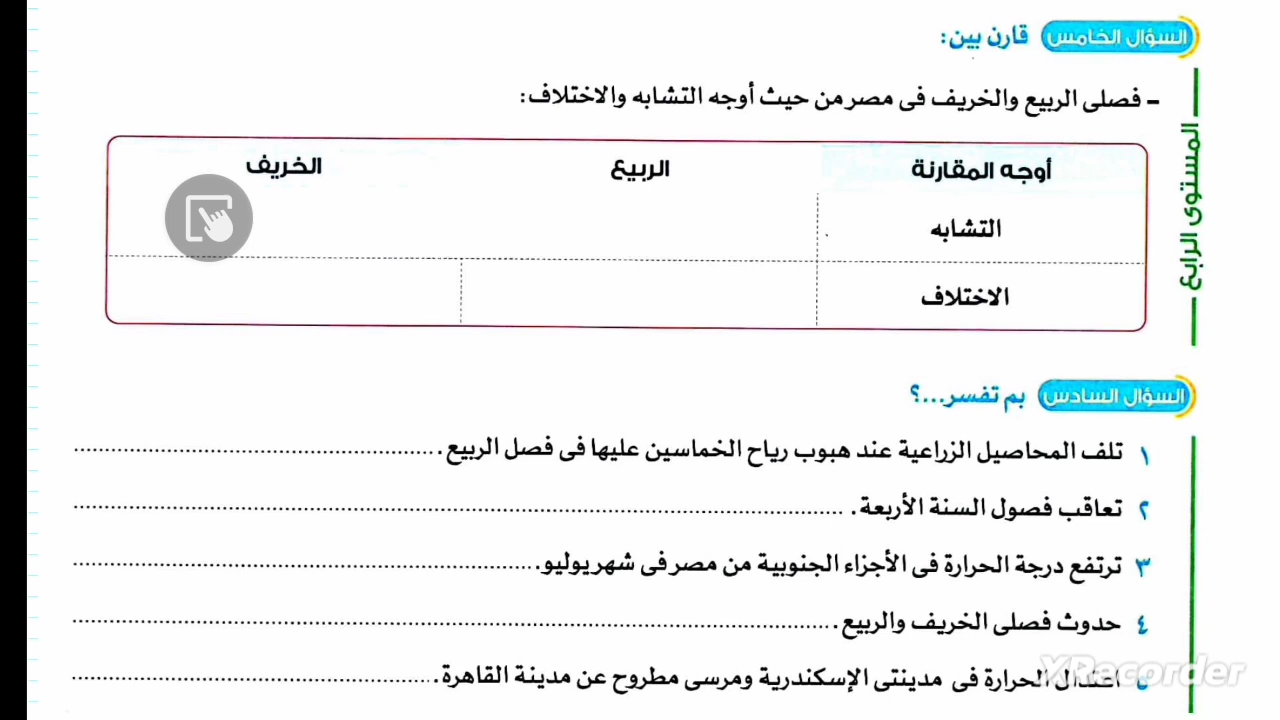 السؤال الخامس قارن بين:
- فصلى الربيع والخريف فى مصر من حيث أوجه التشابه والاختلاف:
المستوى الرابع
أوجه المقارنة الربيع الخريف
التشابه
الاختلاف
السؤال السادس بم تفسر...؟
١ تلف المحاصيل الزراعية عند هبوب رياح الخماسين عليها فى فصل الربيع.
٢ تعاقب فصول السنة الأربعة.
٣ ترتفع درجة الحرارة فى الأجزاء الجنوبية من مصر فى شهر يوليو.
٤ حدوث فصلى الخريف والربيع.
الحرارة فى مدينتى الإسكندرية ومرسى مطروح عن مدينة القاهرة.
XRecorder